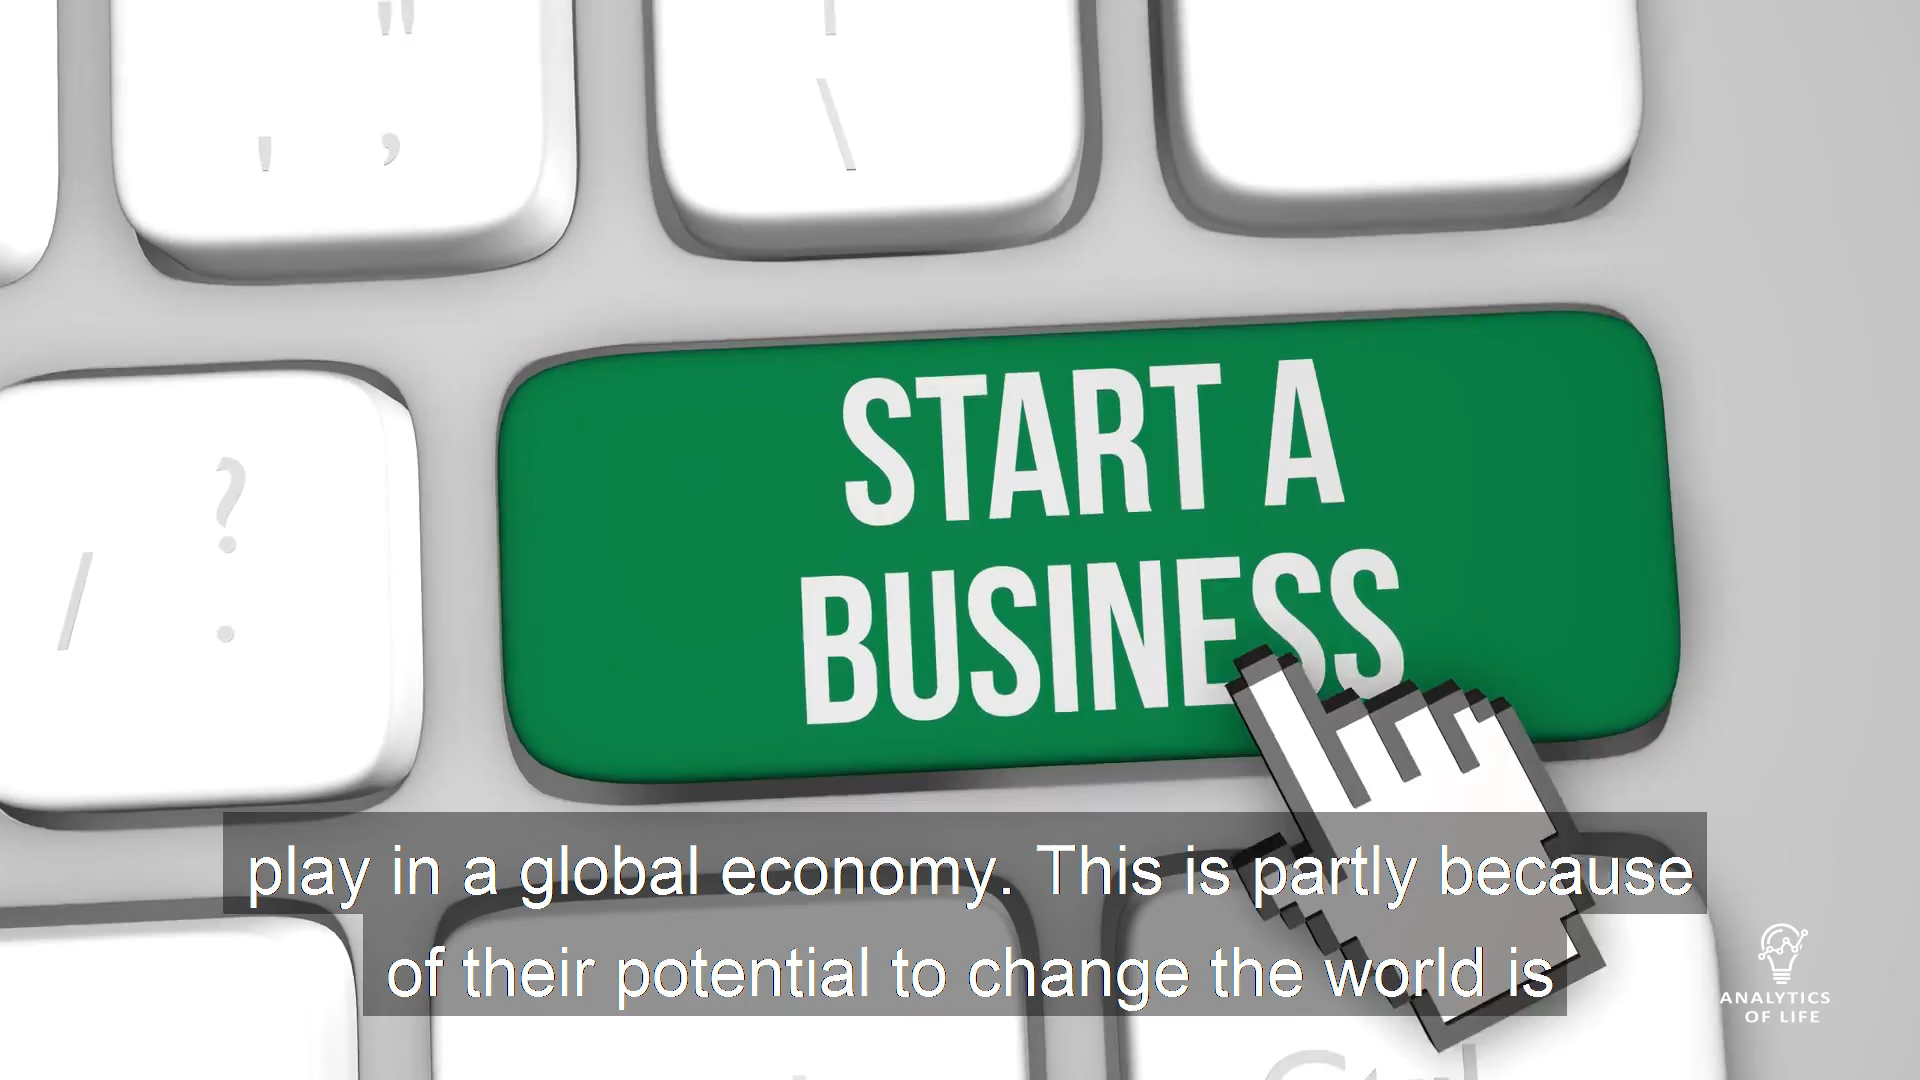 "
' ,
\
?
/ .
START A
BUSINESS
play in a global economy. This is partly because
of their potential to change the world is
ANALYTICS
OF LIFE
Ctrl